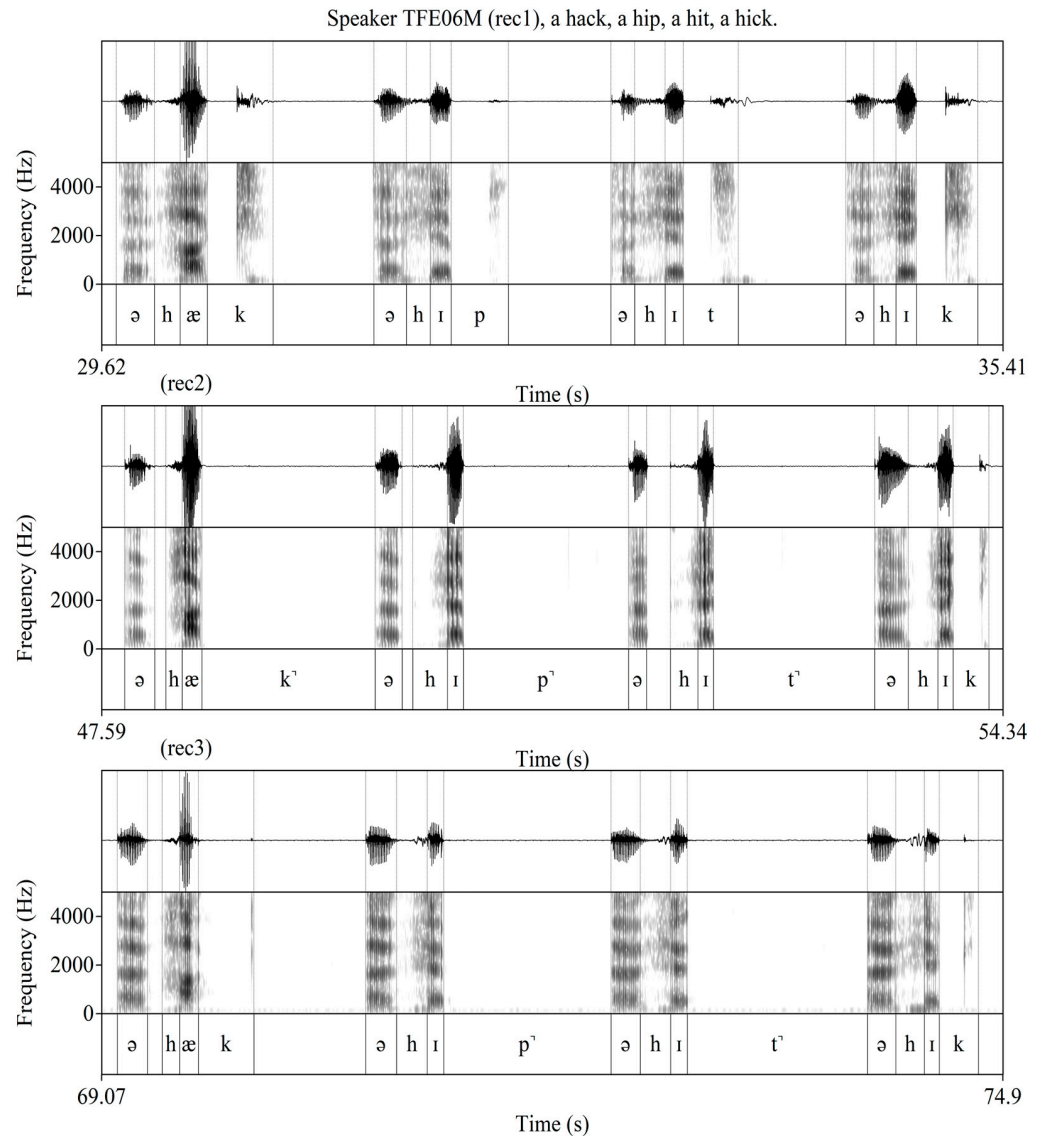 Speaker TFE06M (rec1), a hack, a hip, a hit, a hick.
Frequency (Hz)
4000
2000
0
ə h æ k ə h ɪ p ə h ɪ t ə h ɪ k
29.62 35.41
(rec2)
Time (s)
Frequency (Hz)
4000
2000
0
ə h æ k̚ ə h ɪ p̚ ə h ɪ t̚ ə h ɪ k
47.59 54.34
(rec3)
Time (s)
Frequency (Hz)
4000
2000
0
ə h æ k ə h ɪ p̚ ə h ɪ t̚ ə h ɪ k
69.07 74.9
Time (s)